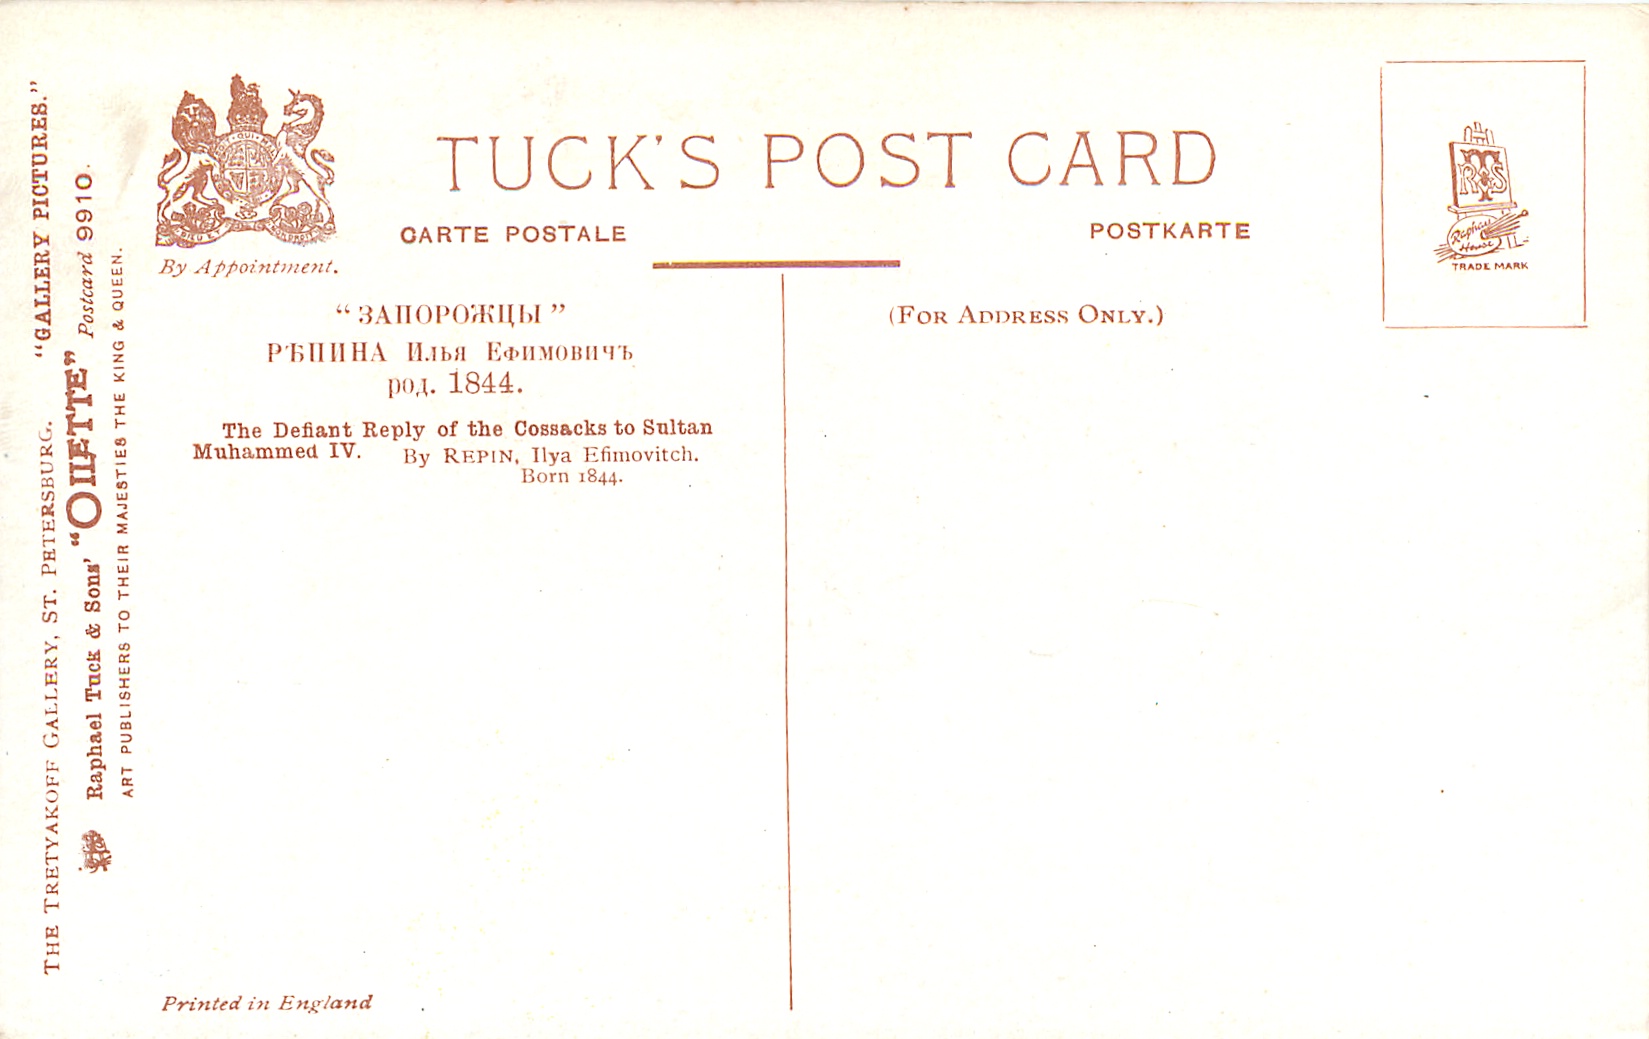 THE TRETYAKOFF GALLERY, ST. PETERSBURG. "GALLERY PICTURES."
Raphael Tuck & Sons' "OILETTE" Postcard 9910.
ART PUBLISHERS TO THEIR MAJESTIES THE KING & QUEEN.
By Appointment.
TUCK'S POST CARD
CARTE POSTALE
POSTKARTE
"ЗАПОРОЖЦЫ"
РѢПИНА Илья Ефимовичъ
род. 1844.
The Defiant Reply of the Cossacks to Sultan
Muhammed IV. By REPIN, Ilya Efimovitch.
Born 1844.
(FOR ADDRESS ONLY.)
Raphael
House
TRADE MARK
Printed in England